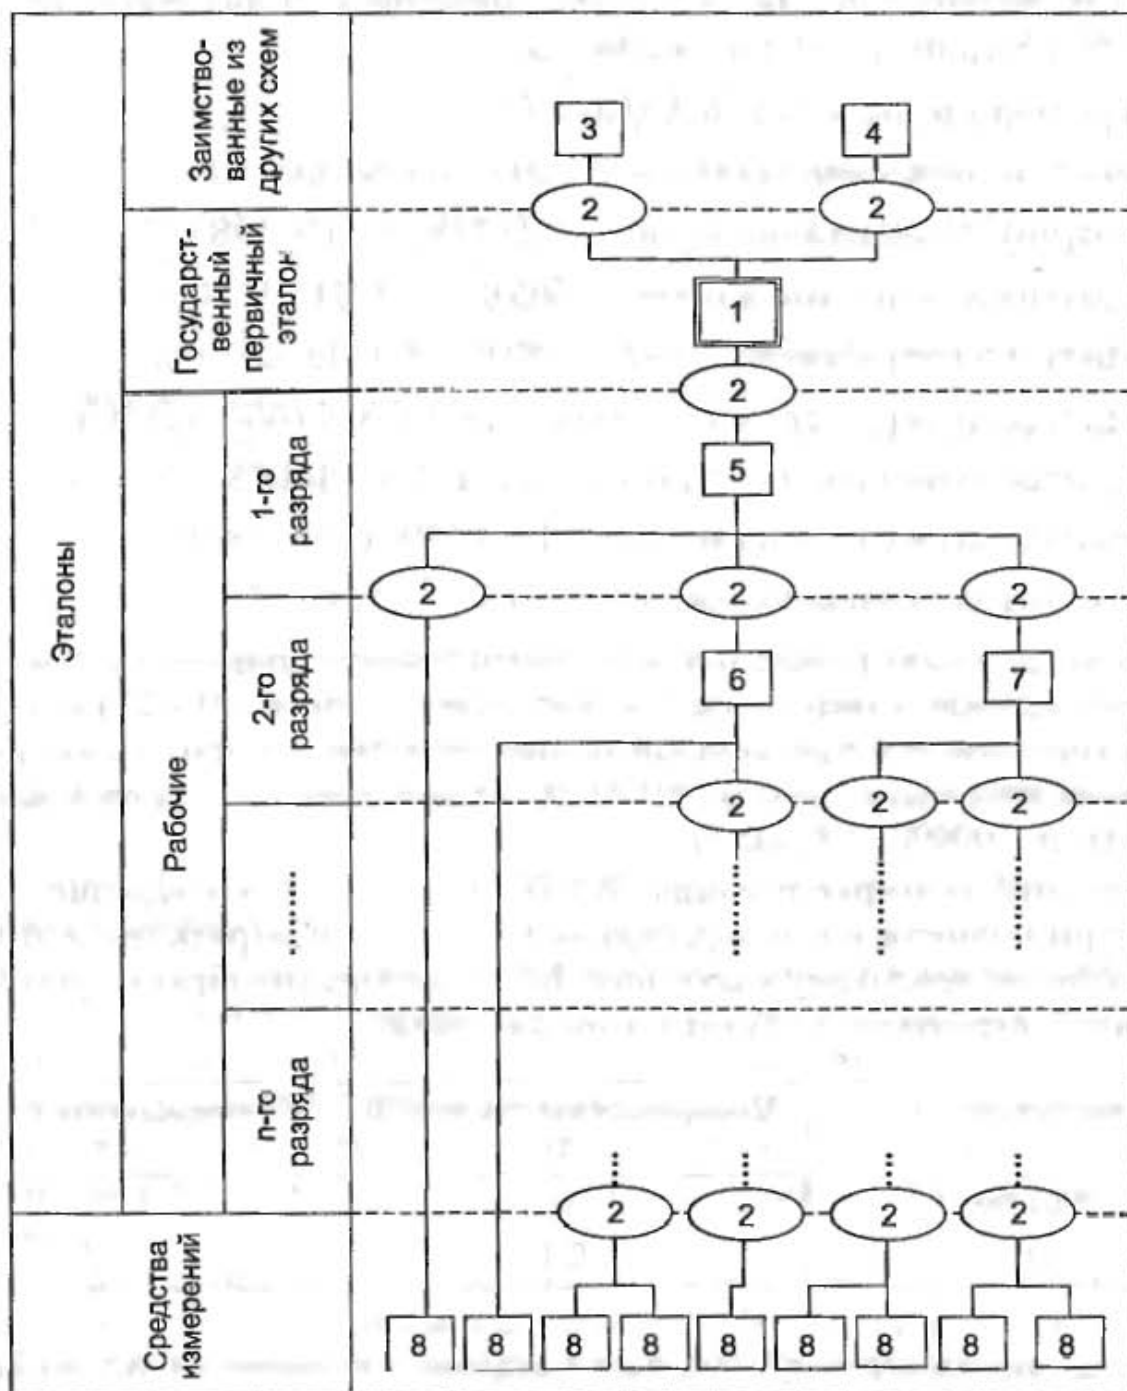 Эталоны
Заимство-
ванные из
других схем
3
4
2
2
Государст-
венный
первичный
эталон
1
2
Рабочие
1-го
разряда
5
2
2
2
2-го
разряда
6
7
2
2
2
........
n-го
разряда
2
2
2
2
Средства
измерений
8
8
8
8
8
8
8
8
8